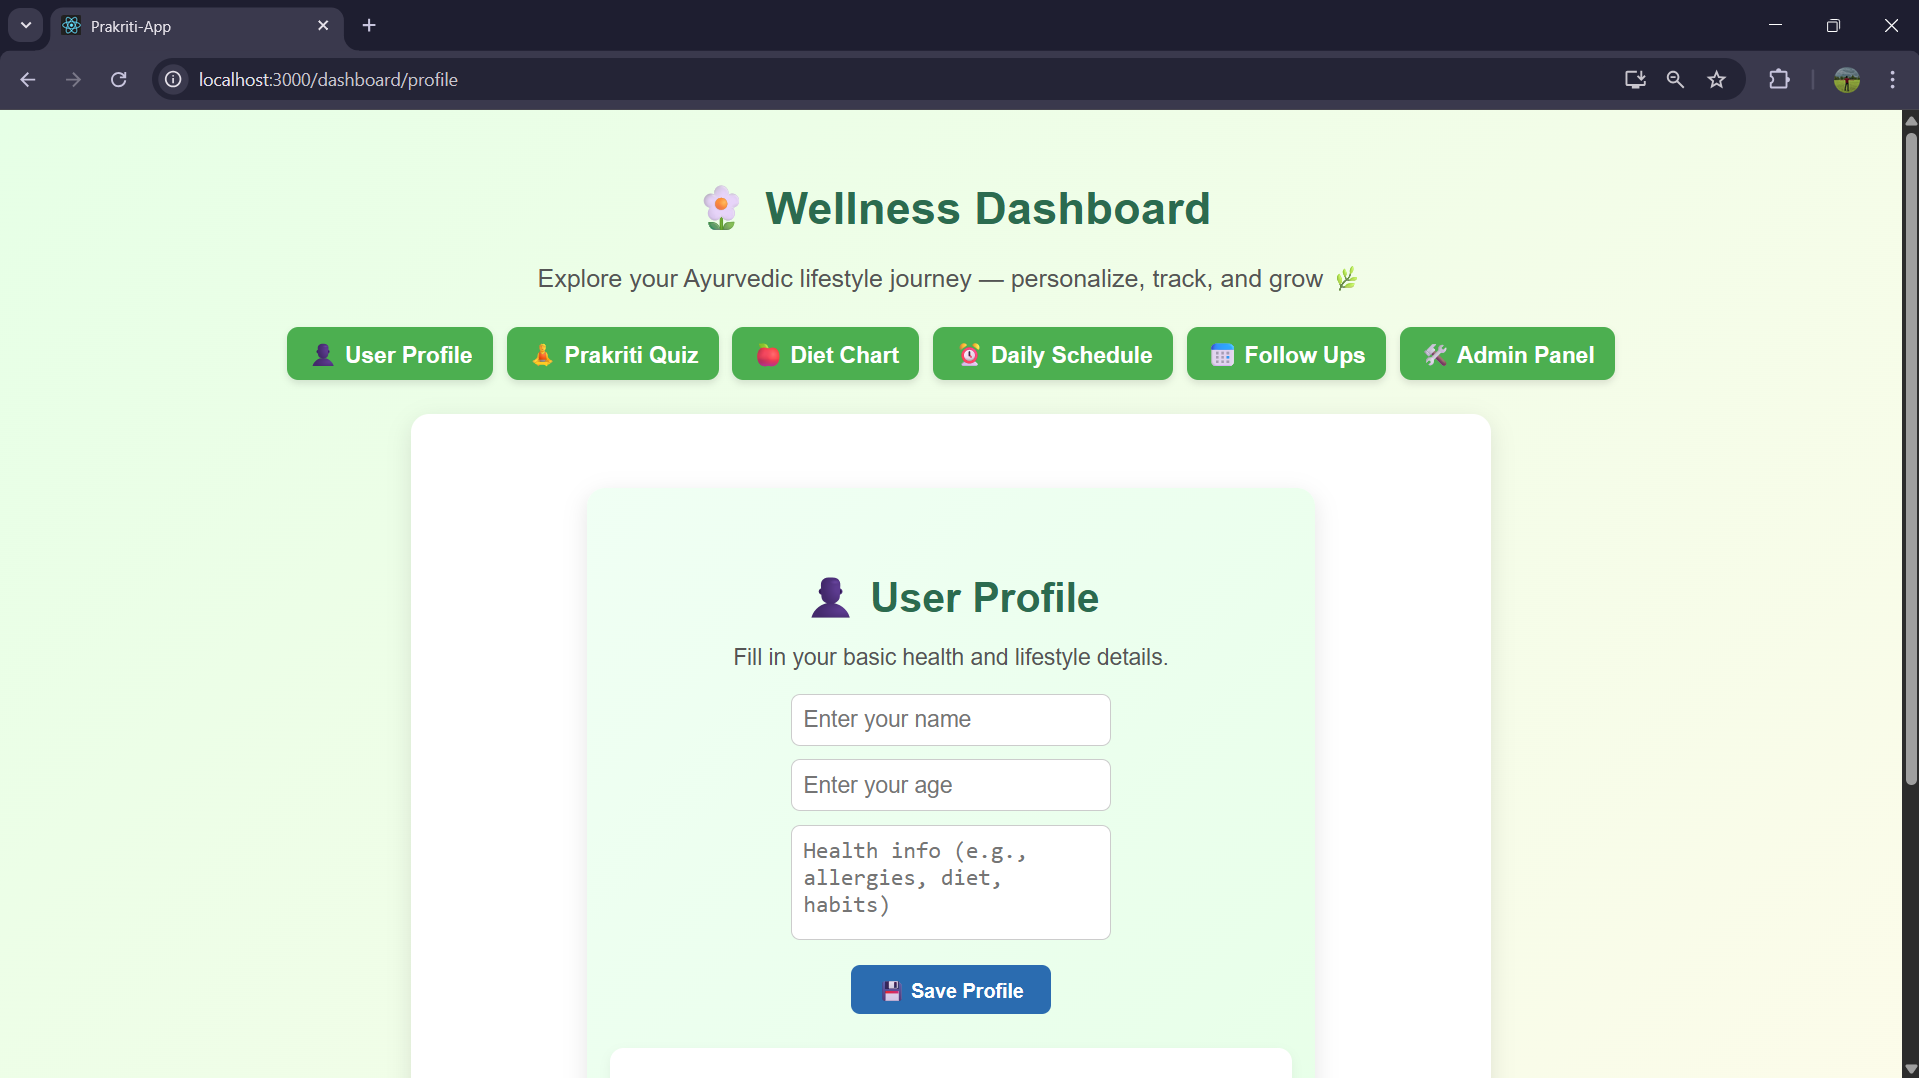 Prakriti-App
localhost:3000/dashboard/profile
Wellness Dashboard
Explore your Ayurvedic lifestyle journey — personalize, track, and grow
User Profile
Prakriti Quiz
Diet Chart
Daily Schedule
Follow Ups
Admin Panel
User Profile
Fill in your basic health and lifestyle details.
Enter your name
Enter your age
Health info (e.g.,
allergies, diet,
habits)
Save Profile